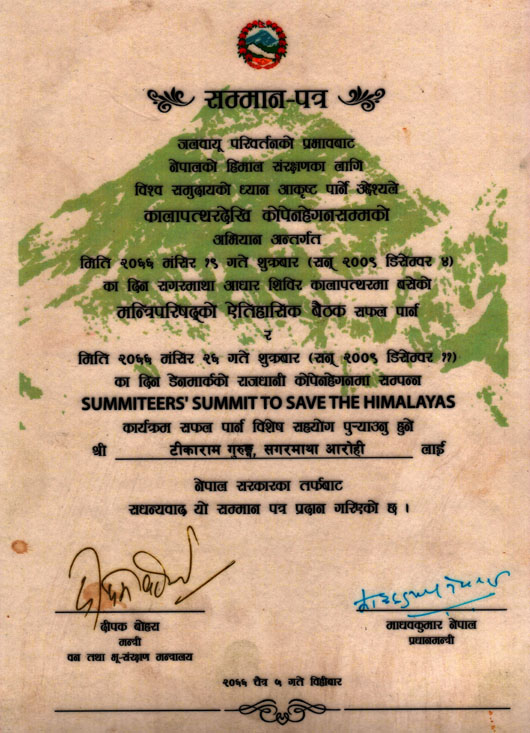 सम्मान-पत्र
जलवायू परिवर्तनको प्रभावबाट
नेपालको हिमाल संरक्षणका लागि
विश्व समुदायको ध्यान आकृष्ट पार्ने उद्देश्यले
कालापत्थरदेखि कोपेनहेगनसम्मको
अभियान अन्तर्गत
मिति २०६६ मंसिर १९ गते शुक्रबार (सन् २००९ डिसेम्बर ४)
का दिन सगरमाथा आधार शिविर कालापत्थरमा बसेको
मन्त्रिपरिषद्को ऐतिहासिक बैठक सफल पार्न
र
मिति २०६६ मंसिर २६ गते शुक्रबार (सन् २००९ डिसेम्बर ११)
का दिन डेनमार्कको राजधानी कोपेनहेगनमा सम्पन्न
SUMMITEERS' SUMMIT TO SAVE THE HIMALAYAS
कार्यक्रम सफल पार्न विशेष सहयोग पुर्‍याउनु हुने
श्री टीकाराम गुरुङ्ग, सगरमाथा आरोही लाई
नेपाल सरकारका तर्फबाट
सधन्यवाद यो सम्मान पत्र प्रदान गरिएको छ ।
दीपक बोहरा
मन्त्री
वन तथा भू-संरक्षण मन्त्रालय
माधवकुमार नेपाल
प्रधानमन्त्री
२०६६ चैत्र ५ गते विहीबार